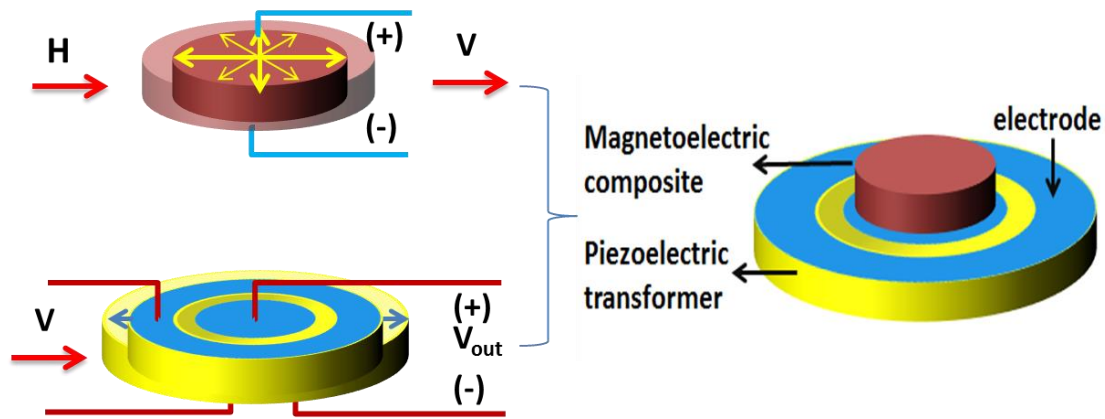 H
(+)
(-)
V
V
(+)
Vout
(-)
Magnetoelectric
composite
Piezoelectric
transformer
electrode